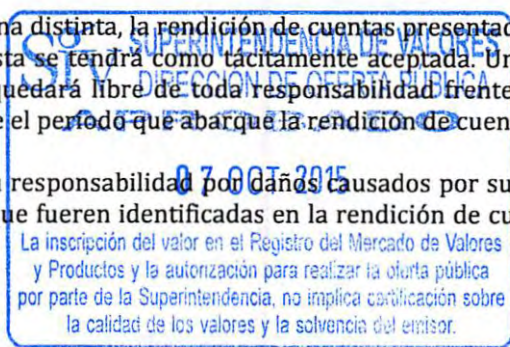 na distinta, la rendición de cuentas presentad
SIV SUPERINTENDENCIA DE VALORES
sta se tendrá como tácitamente aceptada. Un
DIRECCIÓN DE OFERTA PÚBLICA
quedará libre de toda responsabilidad frente
APROBADO
e el período que abarque la rendición de cuen
07 OCT 2015
responsabilidad por daños causados por su
ue fueren identificadas en la rendición de cu
La inscripción del valor en el Registro del Mercado de Valores
y Productos y la autorización para realizar la oferta pública
por parte de la Superintendencia, no implica certificación sobre
la calidad de los valores y la solvencia del emisor.